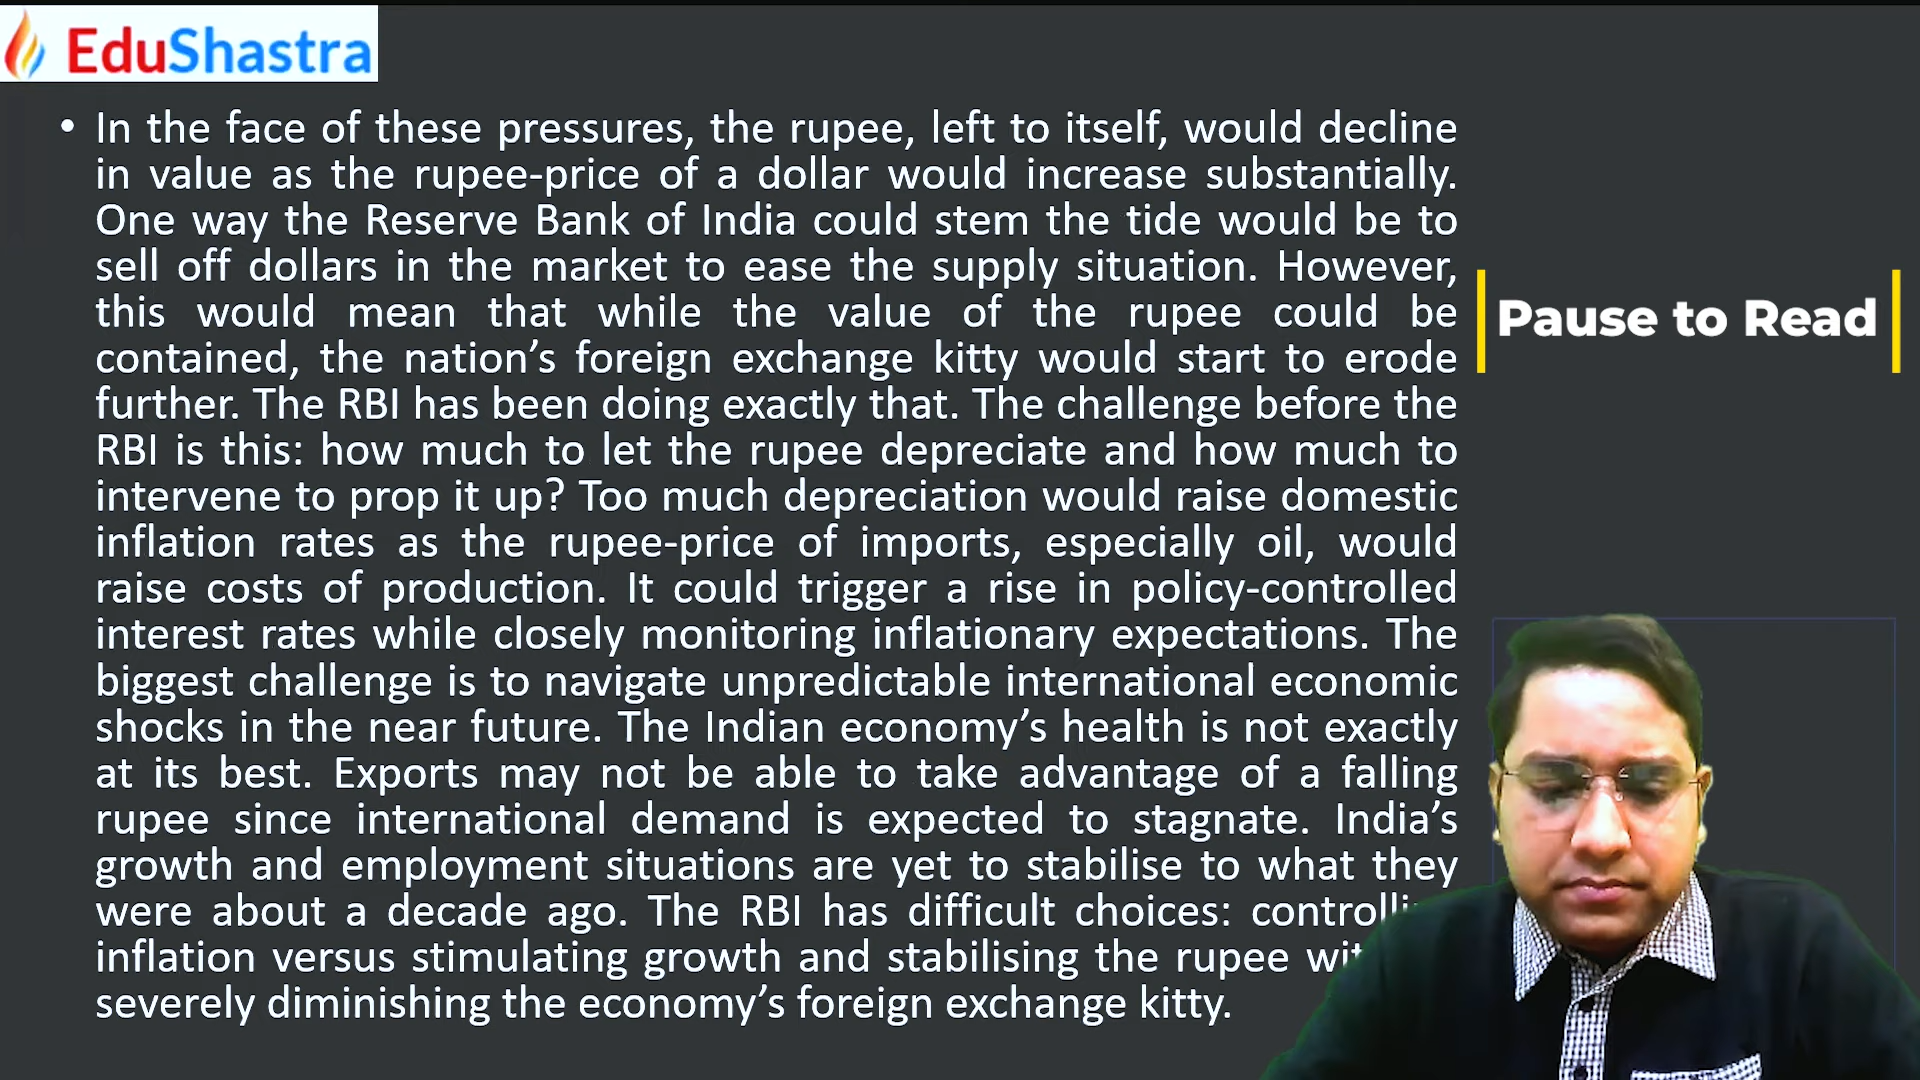 EduShastra
• In the face of these pressures, the rupee, left to itself, would decline
in value as the rupee-price of a dollar would increase substantially.
One way the Reserve Bank of India could stem the tide would be to
sell off dollars in the market to ease the supply situation. However,
this would mean that while the value of the rupee could be
contained, the nation’s foreign exchange kitty would start to erode
further. The RBI has been doing exactly that. The challenge before the
RBI is this: how much to let the rupee depreciate and how much to
intervene to prop it up? Too much depreciation would raise domestic
inflation rates as the rupee-price of imports, especially oil, would
raise costs of production. It could trigger a rise in policy-controlled
interest rates while closely monitoring inflationary expectations. The
biggest challenge is to navigate unpredictable international economic
shocks in the near future. The Indian economy’s health is not exactly
at its best. Exports may not be able to take advantage of a falling
rupee since international demand is expected to stagnate. India’s
growth and employment situations are yet to stabilise to what they
were about a decade ago. The RBI has difficult choices:
inflation versus stimulating growth and stabilising the rupee
severely diminishing the economy’s foreign exchange kitty.
Pause to Read